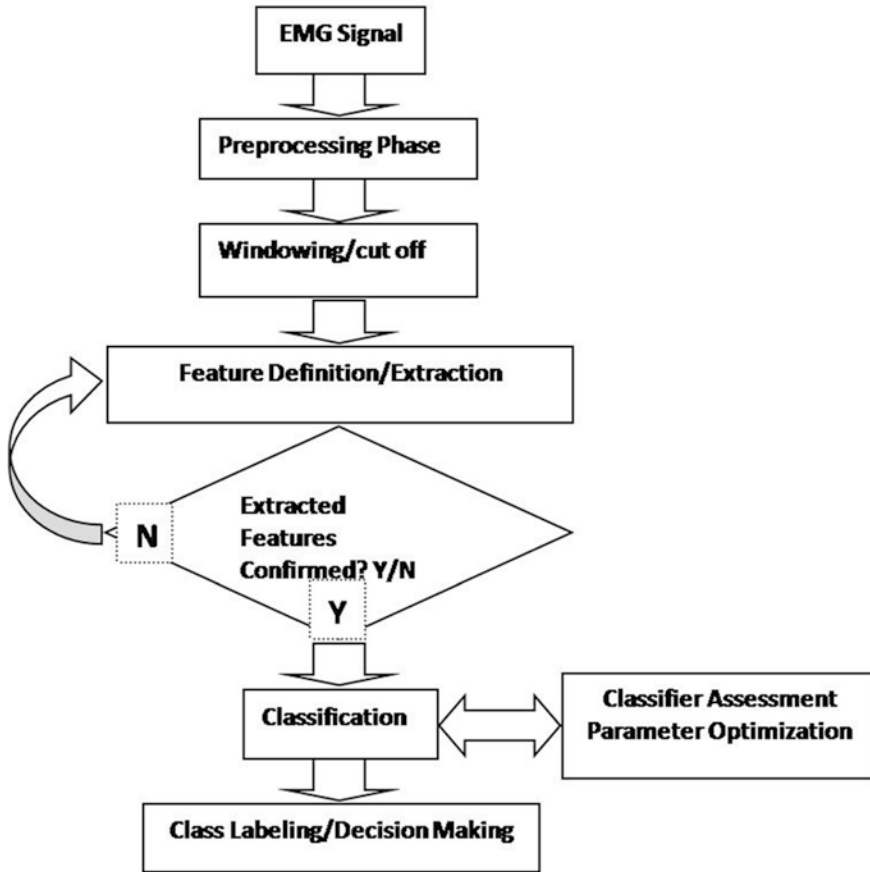 EMG Signal
Preprocessing Phase
Windowing/cut off
Feature Definition/Extraction
Extracted
Features
Confirmed? Y/N
N
Y
Classification
Classifier Assessment
Parameter Optimization
Class Labeling/Decision Making